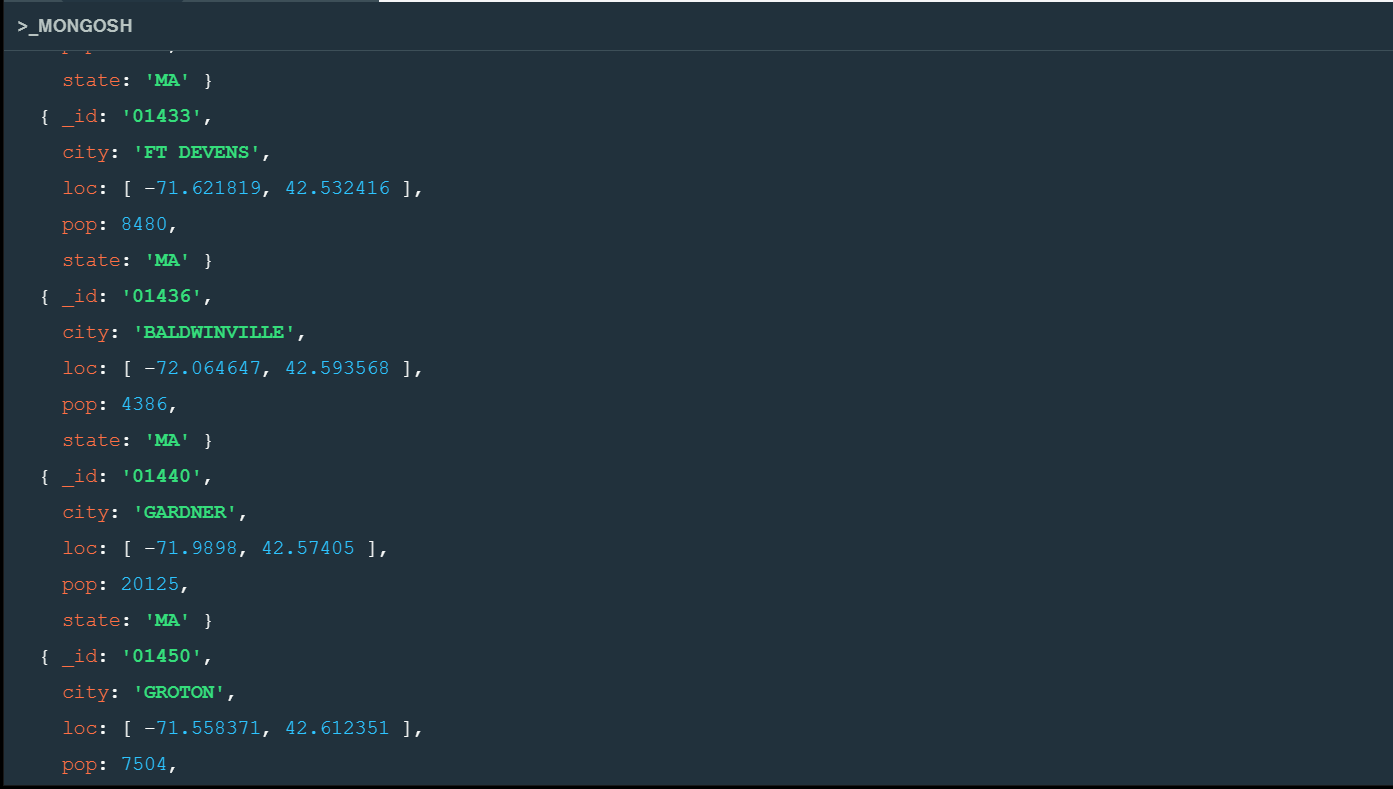 >_MONGOSH
state: 'MA' }
{ _id: '01433',
city: 'FT DEVENS',
loc: [ -71.621819, 42.532416 ],
pop: 8480,
state: 'MA' }
{ _id: '01436',
city: 'BALDWINVILLE',
loc: [ -72.064647, 42.593568 ],
pop: 4386,
state: 'MA' }
{ _id: '01440',
city: 'GARDNER',
loc: [ -71.9898, 42.57405 ],
pop: 20125,
state: 'MA' }
{ _id: '01450',
city: 'GROTON',
loc: [ -71.558371, 42.612351 ],
pop: 7504,